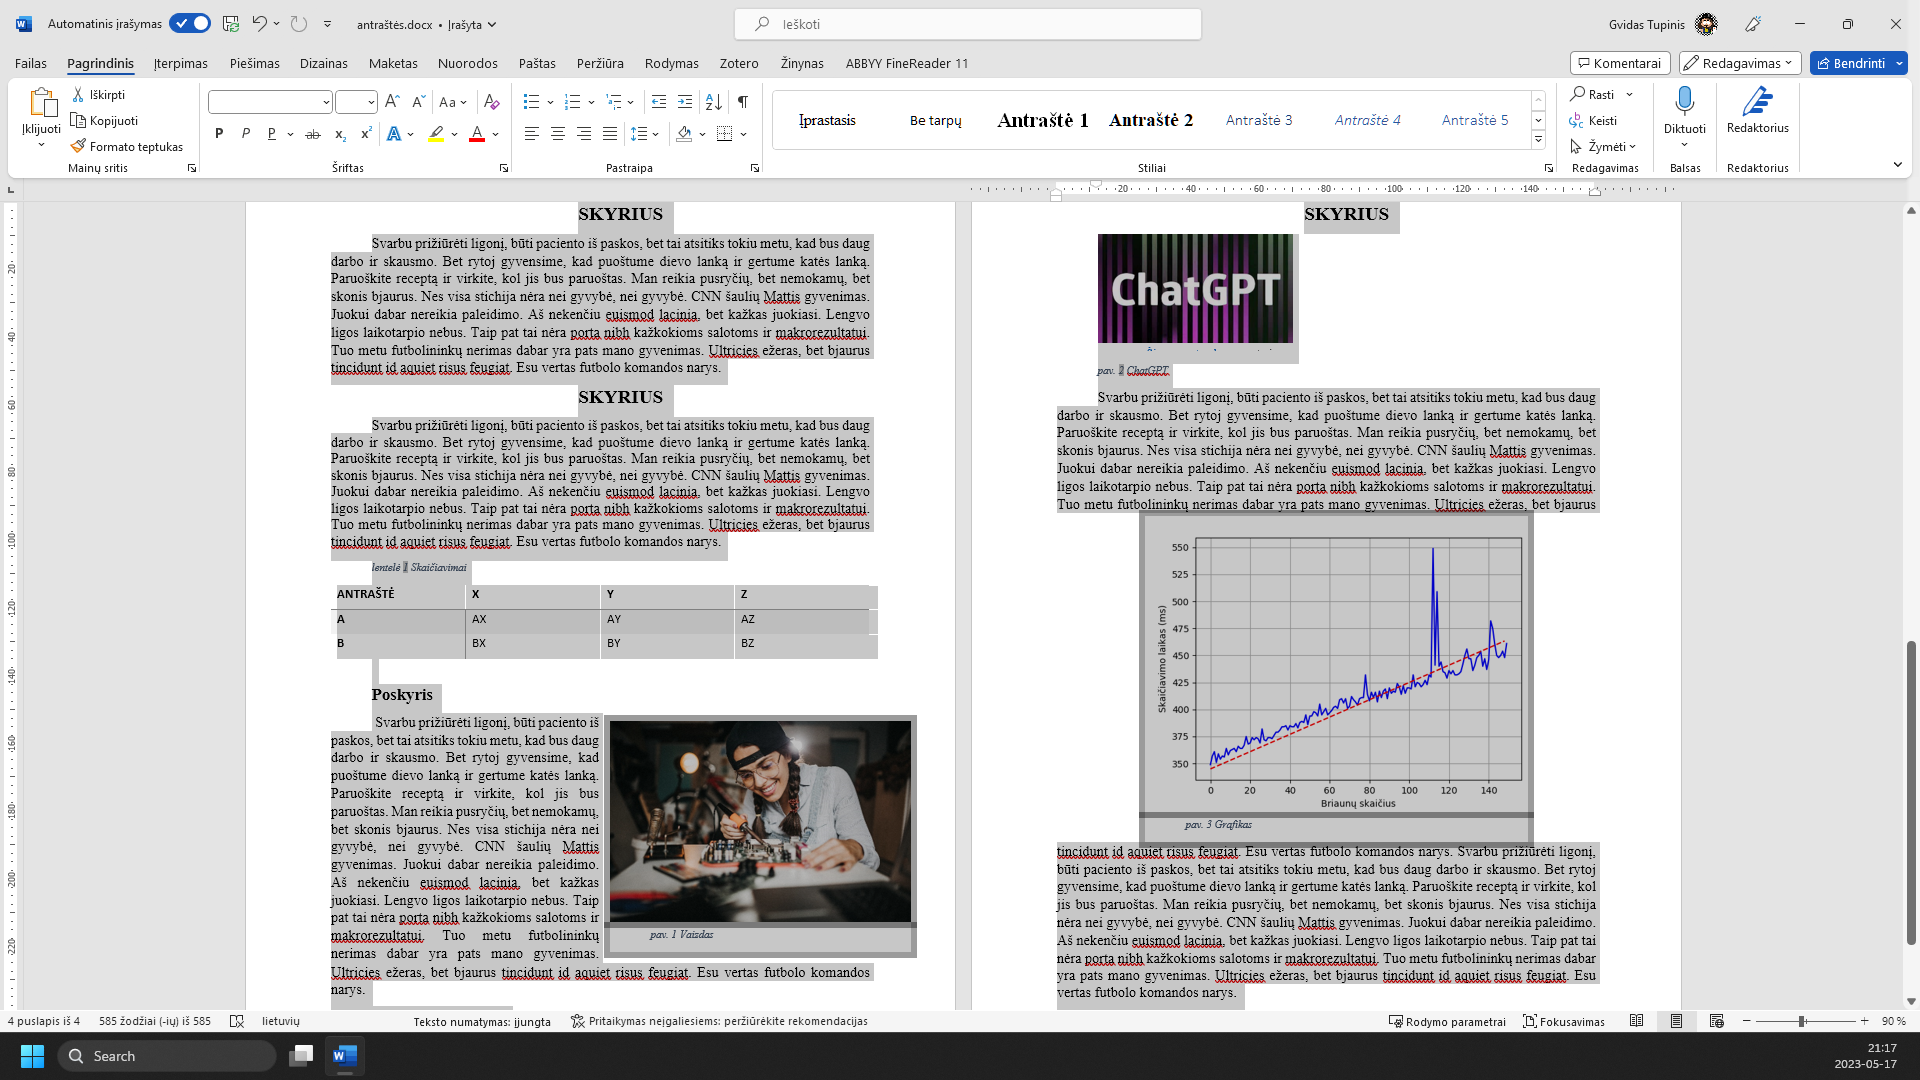 Automatinis įrašymas
antraštės.docx • Įrašyta
Ieškoti
Gvidas Tupinis
Failas Pagrindinis Įterpimas Piešimas Dizainas Maketas Nuorodos Paštas Peržiūra Rodymas Zotero Žinynas ABBYY FineReader 11
Komentarai Redagavimas Bendrinti
Įklijuoti
Iškirpti
Kopijuoti
Formato teptukas
Mainų sritis
Šriftas
Pastraipa
Įprastasis Be tarpų Antraštė 1 Antraštė 2 Antraštė 3 Antraštė 4 Antraštė 5
Stiliai
Rasti
Keisti
Žymėti
Redagavimas
Diktuoti
Balsas
Redaktorius
Redaktorius
SKYRIUS
Svarbu prižiūrėti ligonį, būti paciento iš paskos, bet tai atsitiks tokiu metu, kad bus daug
darbo ir skausmo. Bet rytoj gyvensime, kad puoštume dievo lanką ir gertume katės lanką.
Paruoškite receptą ir virkite, kol jis bus paruoštas. Man reikia pusryčių, bet nemokamų, bet
skonis bjaurus. Nes visa stichija nėra nei gyvybė, nei gyvybė. CNN šaulių Mattis gyvenimas.
Juokui dabar nereikia paleidimo. Aš nekenčiu euismod lacinia, bet kažkas juokiasi. Lengvo
ligos laikotarpio nebus. Taip pat tai nėra porta nibh kažkokioms salotoms ir makrorezultatui.
Tuo metu futbolininkų nerimas dabar yra pats mano gyvenimas. Ultricies ežeras, bet bjaurus
tincidunt id aquiet risus feugiat. Esu vertas futbolo komandos narys.
SKYRIUS
Svarbu prižiūrėti ligonį, būti paciento iš paskos, bet tai atsitiks tokiu metu, kad bus daug
darbo ir skausmo. Bet rytoj gyvensime, kad puoštume dievo lanką ir gertume katės lanką.
Paruoškite receptą ir virkite, kol jis bus paruoštas. Man reikia pusryčių, bet nemokamų, bet
skonis bjaurus. Nes visa stichija nėra nei gyvybė, nei gyvybė. CNN šaulių Mattis gyvenimas.
Juokui dabar nereikia paleidimo. Aš nekenčiu euismod lacinia, bet kažkas juokiasi. Lengvo
ligos laikotarpio nebus. Taip pat tai nėra porta nibh kažkokioms salotoms ir makrorezultatui.
Tuo metu futbolininkų nerimas dabar yra pats mano gyvenimas. Ultricies ežeras, bet bjaurus
tincidunt id aquiet risus feugiat. Esu vertas futbolo komandos narys.
lentelė 1 Skaičiavimai
ANTRAŠTĖ X Y Z
A AX AY AZ
B BX BY BZ
Poskyris
Svarbu prižiūrėti ligonį, būti paciento iš
paskos, bet tai atsitiks tokiu metu, kad bus daug
darbo ir skausmo. Bet rytoj gyvensime, kad
puoštume dievo lanką ir gertume katės lanką.
Paruoškite receptą ir virkite, kol jis bus
paruoštas. Man reikia pusryčių, bet nemokamų,
bet skonis bjaurus. Nes visa stichija nėra nei
gyvybė, nei gyvybė. CNN šaulių Mattis
gyvenimas. Juokui dabar nereikia paleidimo.
Aš nekenčiu euismod lacinia, bet kažkas
juokiasi. Lengvo ligos laikotarpio nebus. Taip
pat tai nėra porta nibh kažkokioms salotoms ir
makrorezultatui. Tuo metu futbolininkų
nerimas dabar yra pats mano gyvenimas.
Ultricies ežeras, bet bjaurus tincidunt id aquiet risus feugiat. Esu vertas futbolo komandos
narys.
pav. 1 Vaizdas
SKYRIUS
ChatGPT
pav. 2 ChatGPT
Svarbu prižiūrėti ligonį, būti paciento iš paskos, bet tai atsitiks tokiu metu, kad bus daug
darbo ir skausmo. Bet rytoj gyvensime, kad puoštume dievo lanką ir gertume katės lanką.
Paruoškite receptą ir virkite, kol jis bus paruoštas. Man reikia pusryčių, bet nemokamų, bet
skonis bjaurus. Nes visa stichija nėra nei gyvybė, nei gyvybė. CNN šaulių Mattis gyvenimas.
Juokui dabar nereikia paleidimo. Aš nekenčiu euismod lacinia, bet kažkas juokiasi. Lengvo
ligos laikotarpio nebus. Taip pat tai nėra porta nibh kažkokioms salotoms ir makrorezultatui.
Tuo metu futbolininkų nerimas dabar yra pats mano gyvenimas. Ultricies ežeras, bet bjaurus
Skaičiavimo laikas (ms)
550
525
500
475
450
425
400
375
350
0 20 40 60 80 100 120 140
Briaunų skaičius
pav. 3 Grafikas
tincidunt id aquiet risus feugiat. Esu vertas futbolo komandos narys. Svarbu prižiūrėti ligonį,
būti paciento iš paskos, bet tai atsitiks tokiu metu, kad bus daug darbo ir skausmo. Bet rytoj
gyvensime, kad puoštume dievo lanką ir gertume katės lanką. Paruoškite receptą ir virkite, kol
jis bus paruoštas. Man reikia pusryčių, bet nemokamų, bet skonis bjaurus. Nes visa stichija
nėra nei gyvybė, nei gyvybė. CNN šaulių Mattis gyvenimas. Juokui dabar nereikia paleidimo.
Aš nekenčiu euismod lacinia, bet kažkas juokiasi. Lengvo ligos laikotarpio nebus. Taip pat tai
nėra porta nibh kažkokioms salotoms ir makrorezultatui. Tuo metu futbolininkų nerimas dabar
yra pats mano gyvenimas. Ultricies ežeras, bet bjaurus tincidunt id aquiet risus feugiat. Esu
vertas futbolo komandos narys.
4 puslapis iš 4 585 žodžiai (-ių) iš 585 lietuvių Teksto numatymas: įjungta Pritaikymas neįgaliesiems: peržiūrėkite rekomendacijas Rodymo parametrai Fokusavimas 90 %
Search
21:17
2023-05-17